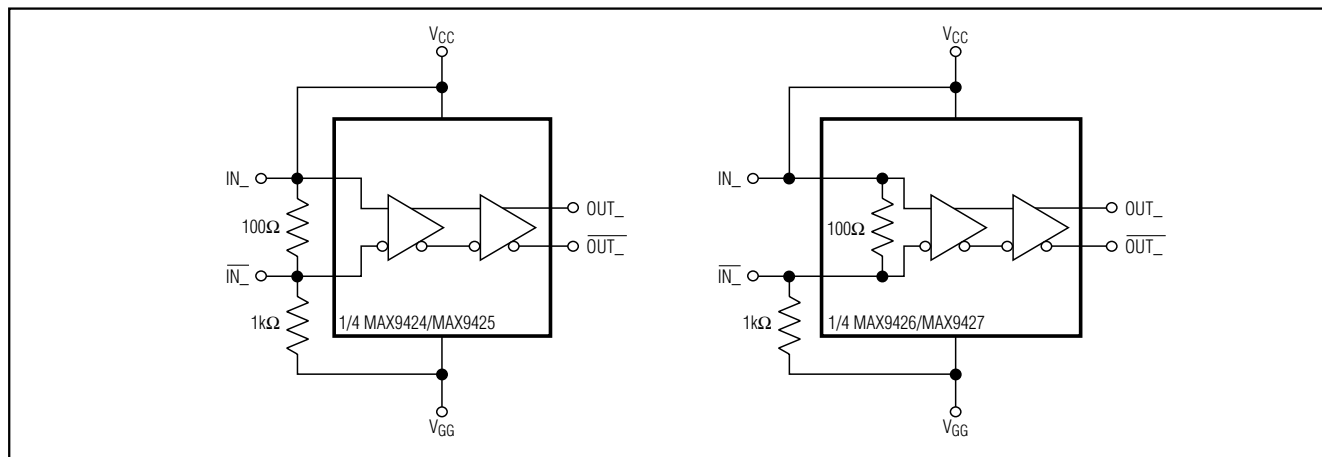 VCC
IN_
100Ω
IN_
1kΩ
OUT_
OUT_
1/4 MAX9424/MAX9425
VGG
VCC
IN_
100Ω
IN_
1kΩ
OUT_
OUT_
1/4 MAX9426/MAX9427
VGG